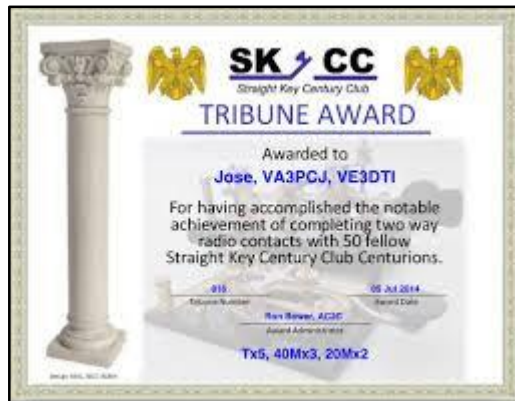 SK CC
Straight Key Century Club
TRIBUNE AWARD
Awarded to
Jose, VA3PCJ, VE3DTI
For having accomplished the notable
achievement of completing two way
radio contacts with 50 fellow
Straight Key Century Club Centurions.
05 Jul 2014
Tribune Number Award Date
Ron Bower, AC2C
Award Administrator
Tx5, 40Mx3, 20Mx2